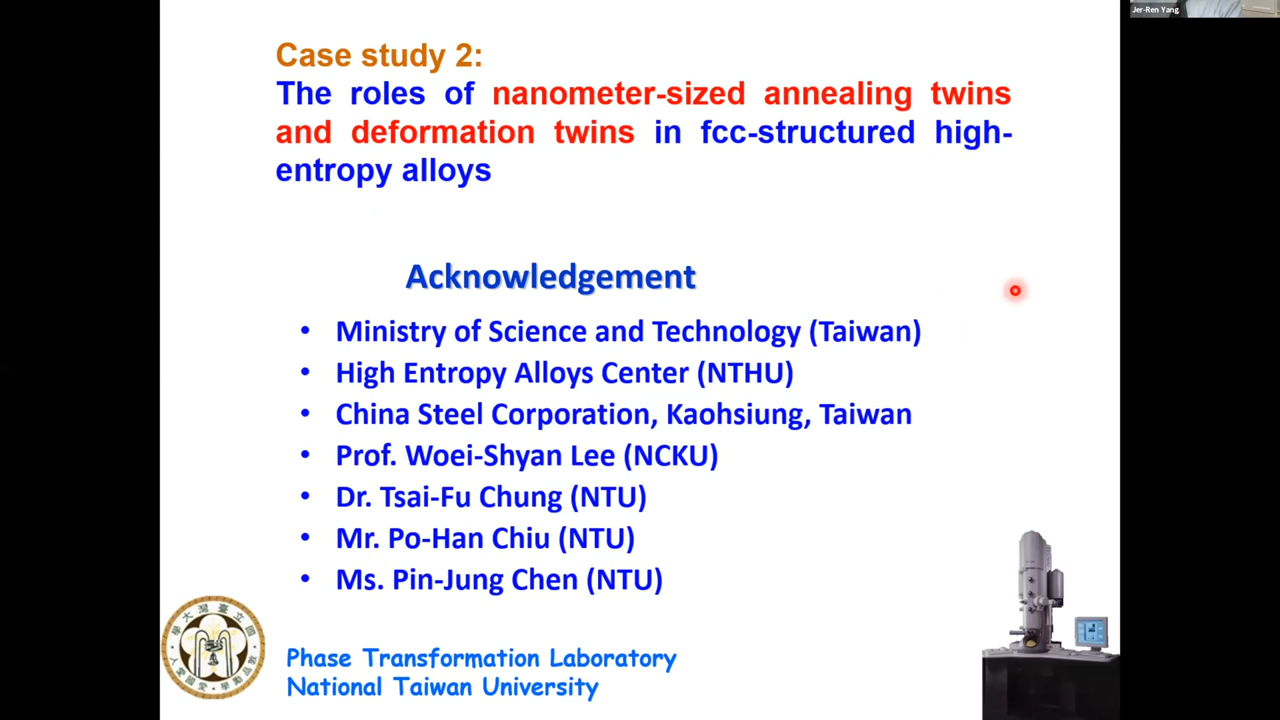 Jer-Ren Yang
Case study 2:
The roles of nanometer-sized annealing twins
and deformation twins in fcc-structured high-
entropy alloys
Acknowledgement
• Ministry of Science and Technology (Taiwan)
• High Entropy Alloys Center (NTHU)
• China Steel Corporation, Kaohsiung, Taiwan
• Prof. Woei-Shyan Lee (NCKU)
• Dr. Tsai-Fu Chung (NTU)
• Mr. Po-Han Chiu (NTU)
• Ms. Pin-Jung Chen (NTU)
Phase Transformation Laboratory
National Taiwan University